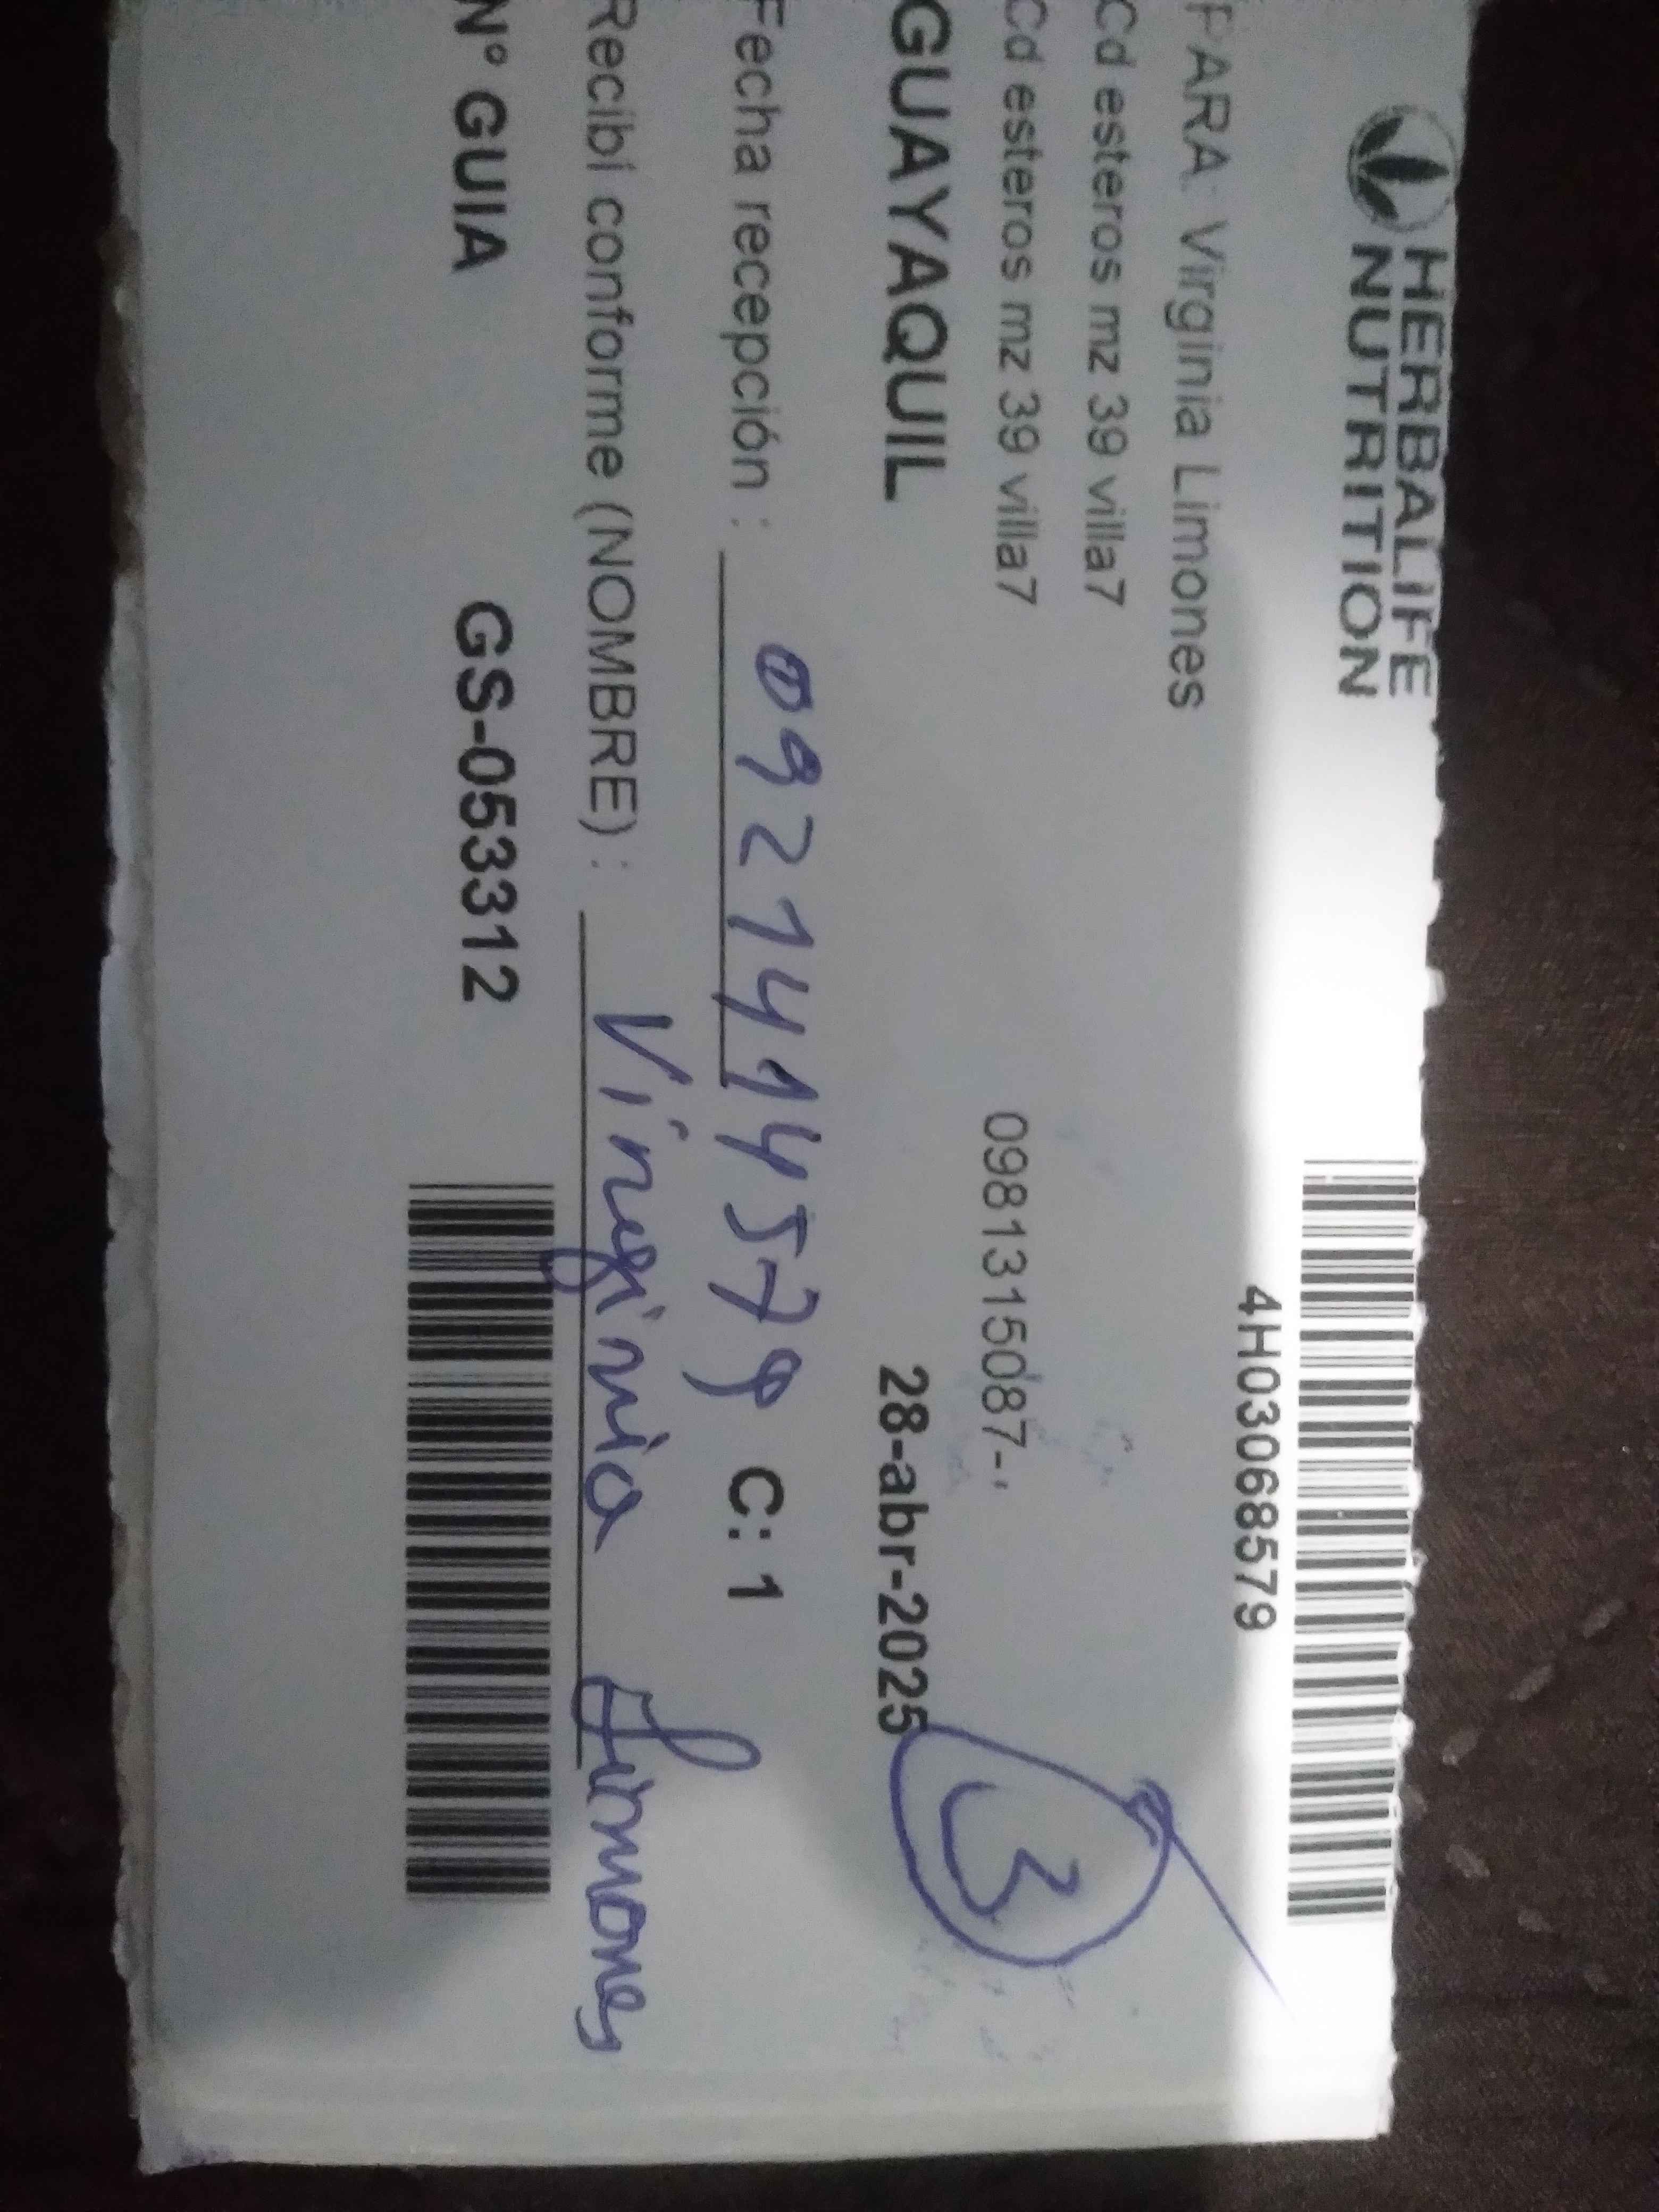 HERBALIFE
NUTRITION
4H03068579
PARA: Virginia Limones
Cd esteros mz 39 villa7
Cd esteros mz 39 villa7 0981315087-'
3
GUAYAQUIL 28-abr-2025
Fecha recepción : 0921414579 C: 1
Recibí conforme (NOMBRE) : Virginia Limones
N° GUIA GS-053312